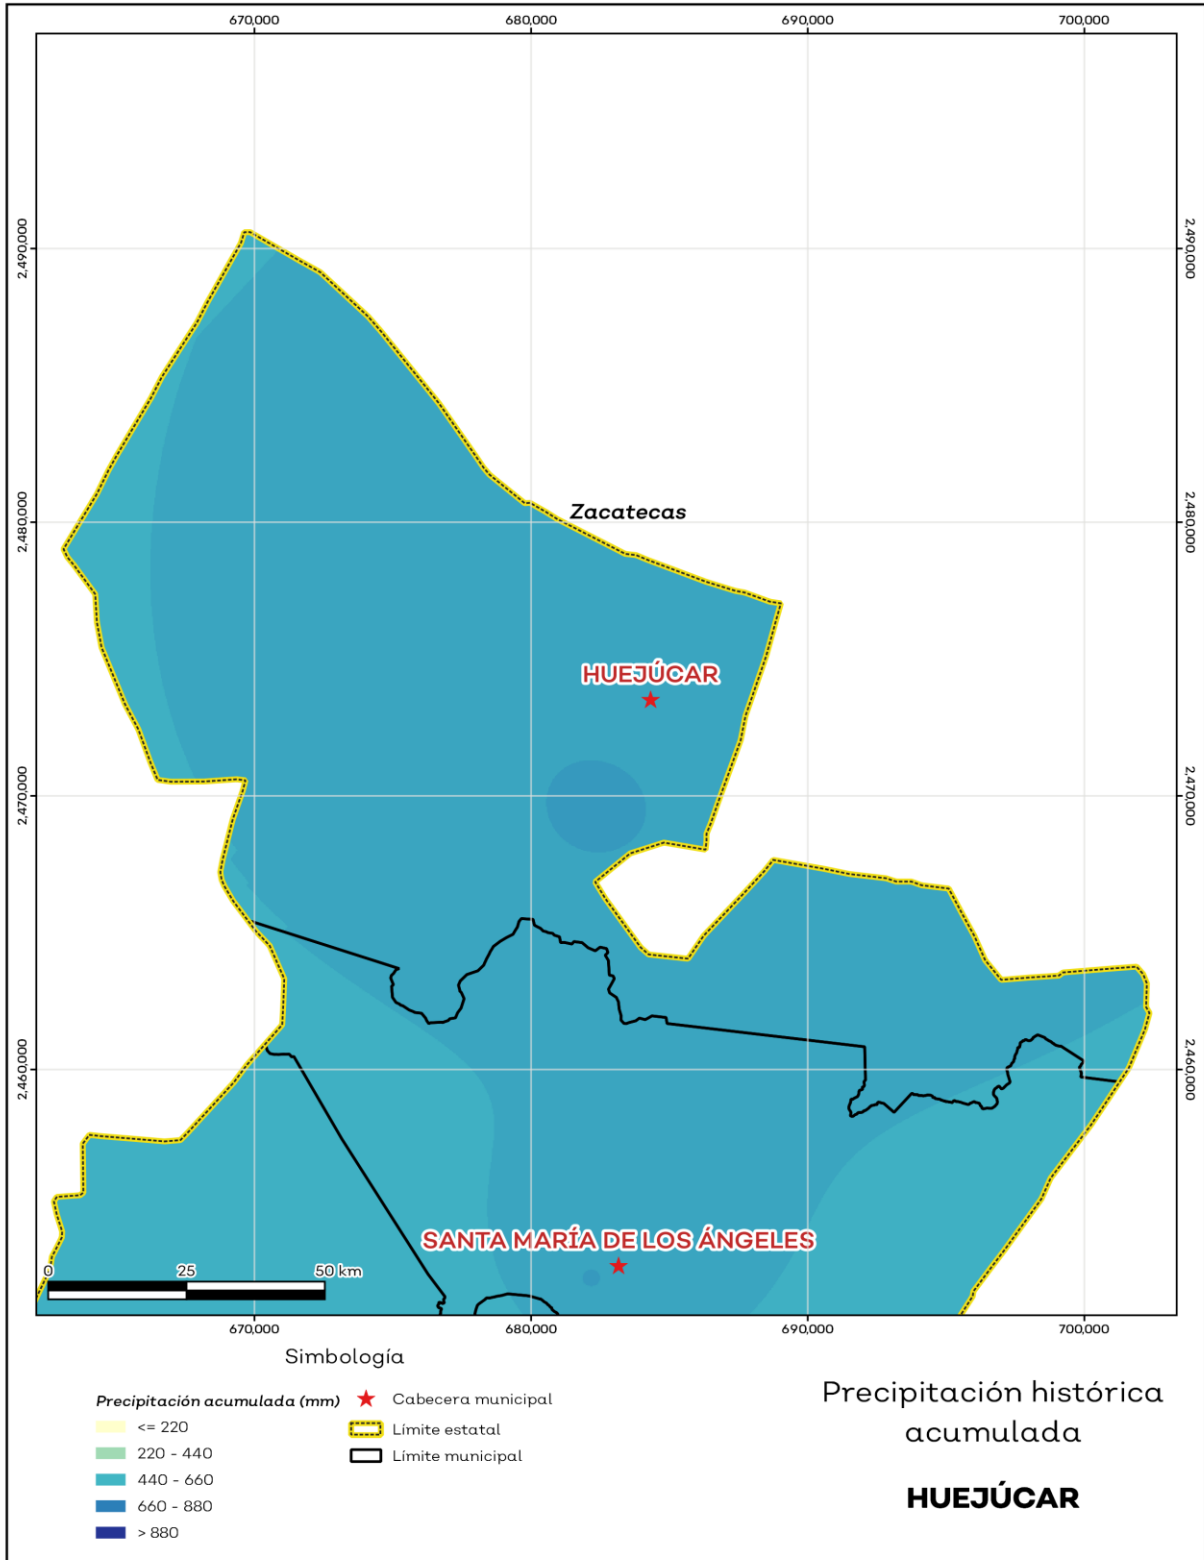 670,000
680,000
690,000
700,000
2,490,000
2,490,000
Zacatecas
2,480,000
2,480,000
HUEJÚCAR
2,470,000
2,470,000
2,460,000
2,460,000
SANTA MARÍA DE LOS ÁNGELES
0 25 50 km
670,000
680,000
690,000
700,000
Simbología
Precipitación acumulada (mm)
<= 220
220 - 440
440 - 660
660 - 880
> 880
Cabecera municipal
Límite estatal
Límite municipal
Precipitación histórica
acumulada
HUEJÚCAR